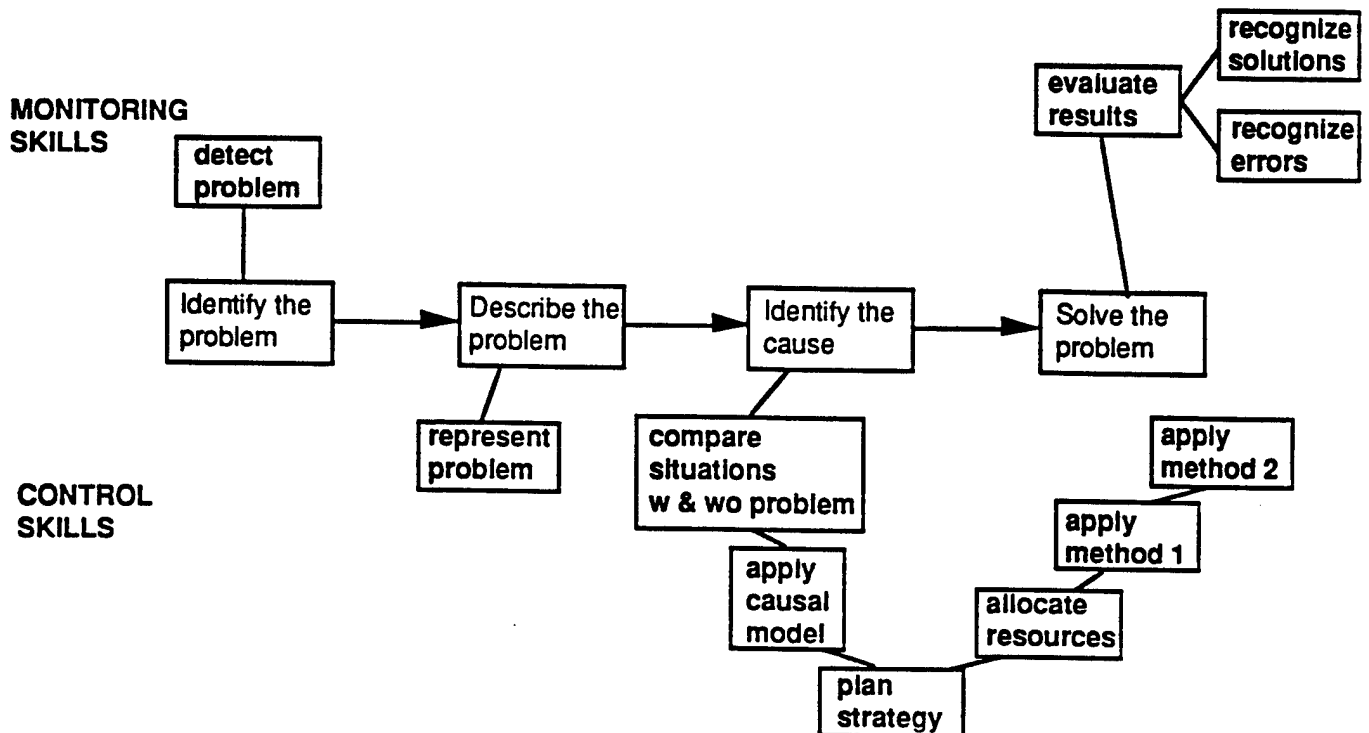 recognize
solutions
evaluate
results
recognize
errors
MONITORING
SKILLS
detect
problem
Identify the
problem
Describe the
problem
Identify the
cause
Solve the
problem
represent
problem
compare
situations
w & wo problem
apply
method 2
CONTROL
SKILLS
apply
method 1
apply
causal
model
allocate
resources
plan
strategy